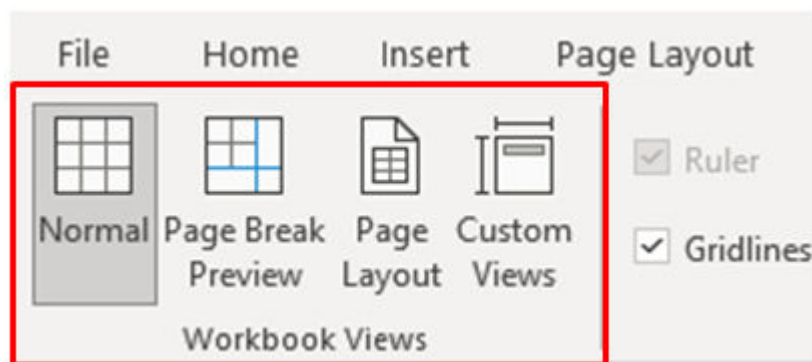 File Home Insert Page Layout
Normal Page Break Preview Page Layout Custom Views
Ruler
Gridlines
Workbook Views